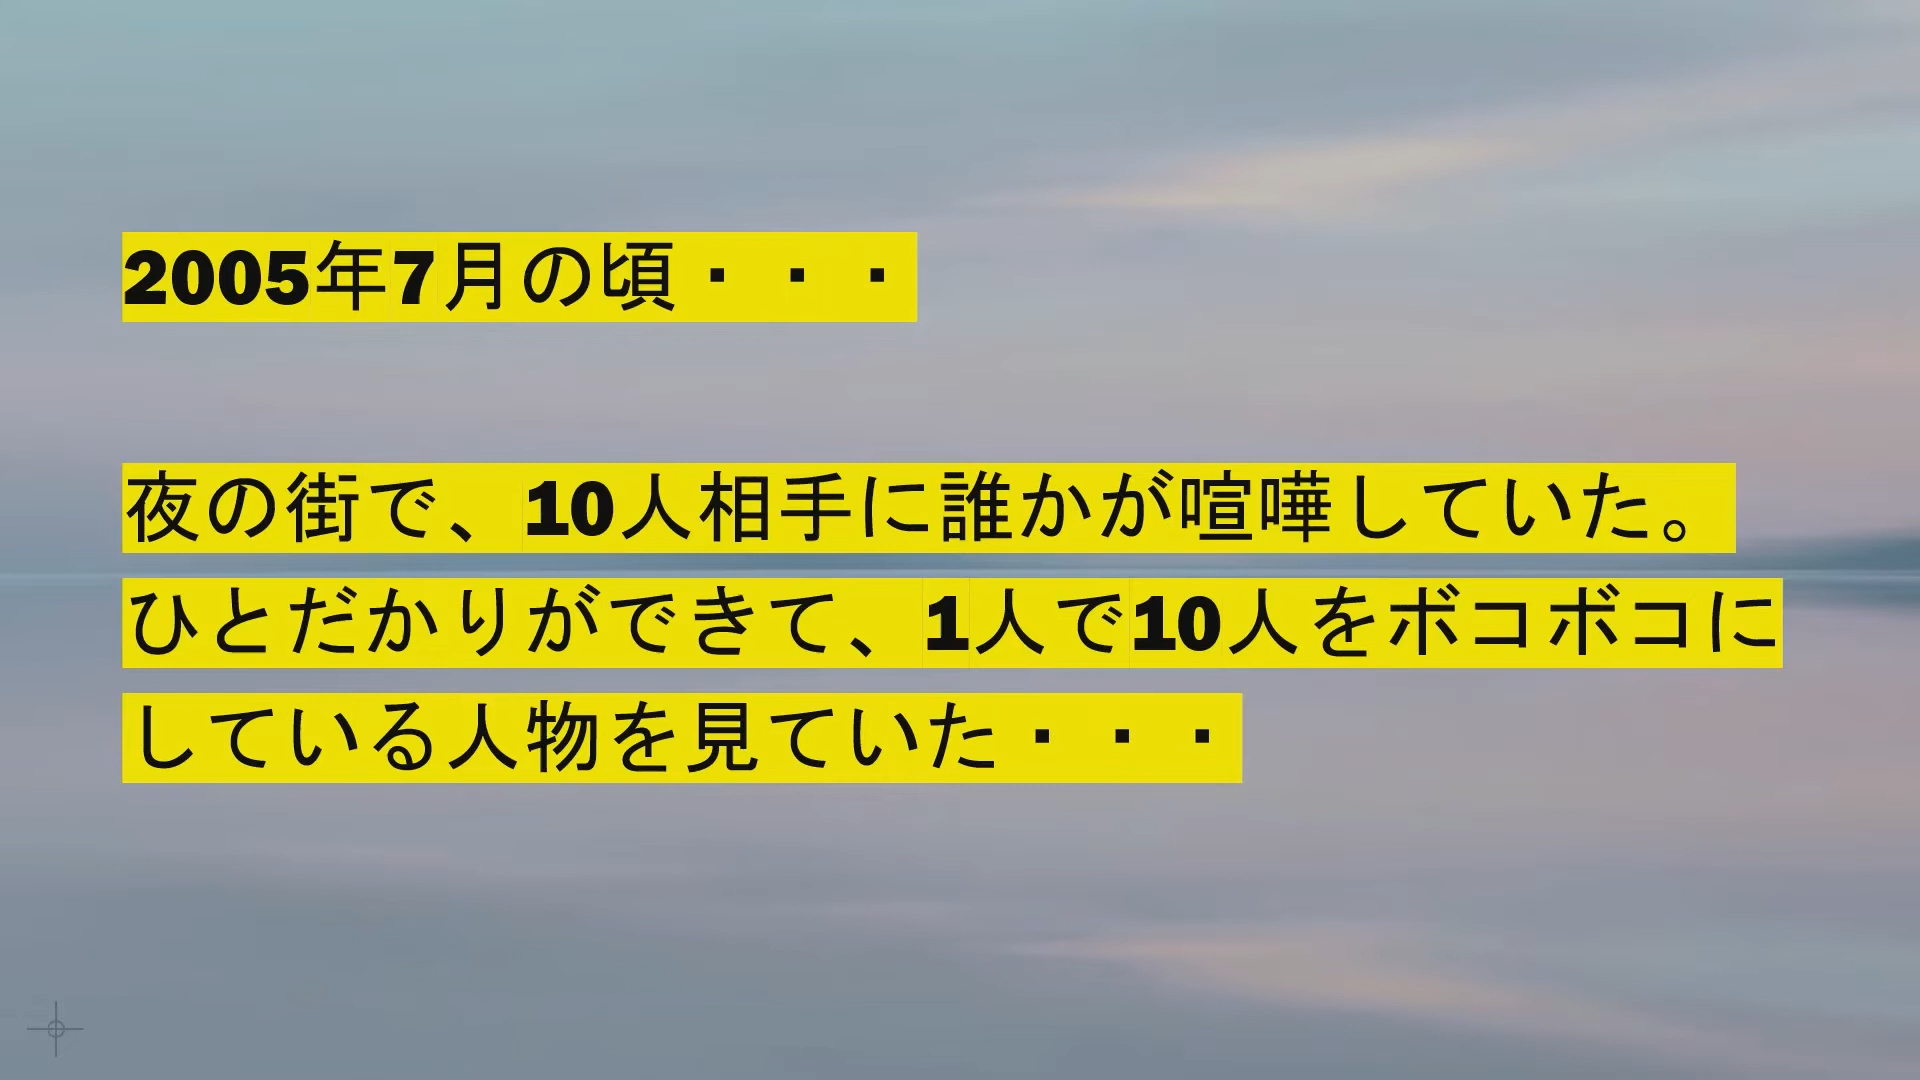 2005年7月の頃・・・
夜の街で、10人相手に誰かが喧嘩していた。
ひとだかりができて、1人で10人をボコボコに
している人物を見ていた・・・